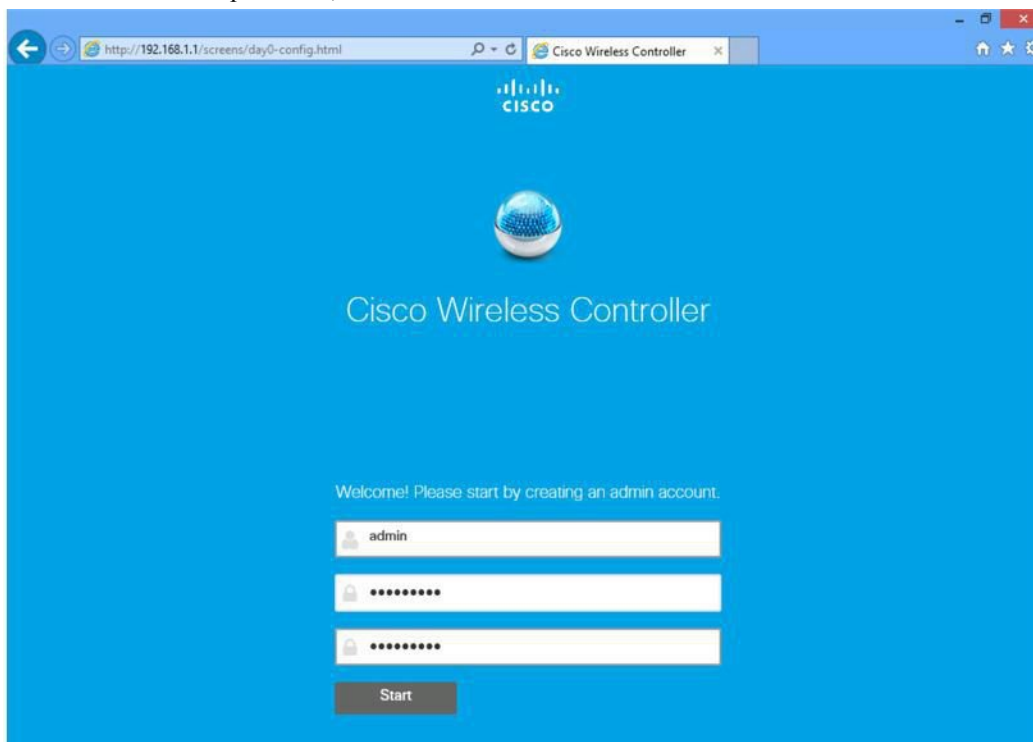 http://192.168.1.1/screens/day0-config.html
Cisco Wireless Controller
CISCO
Cisco Wireless Controller
Welcome! Please start by creating an admin account.
admin
•••••••••
•••••••••
Start